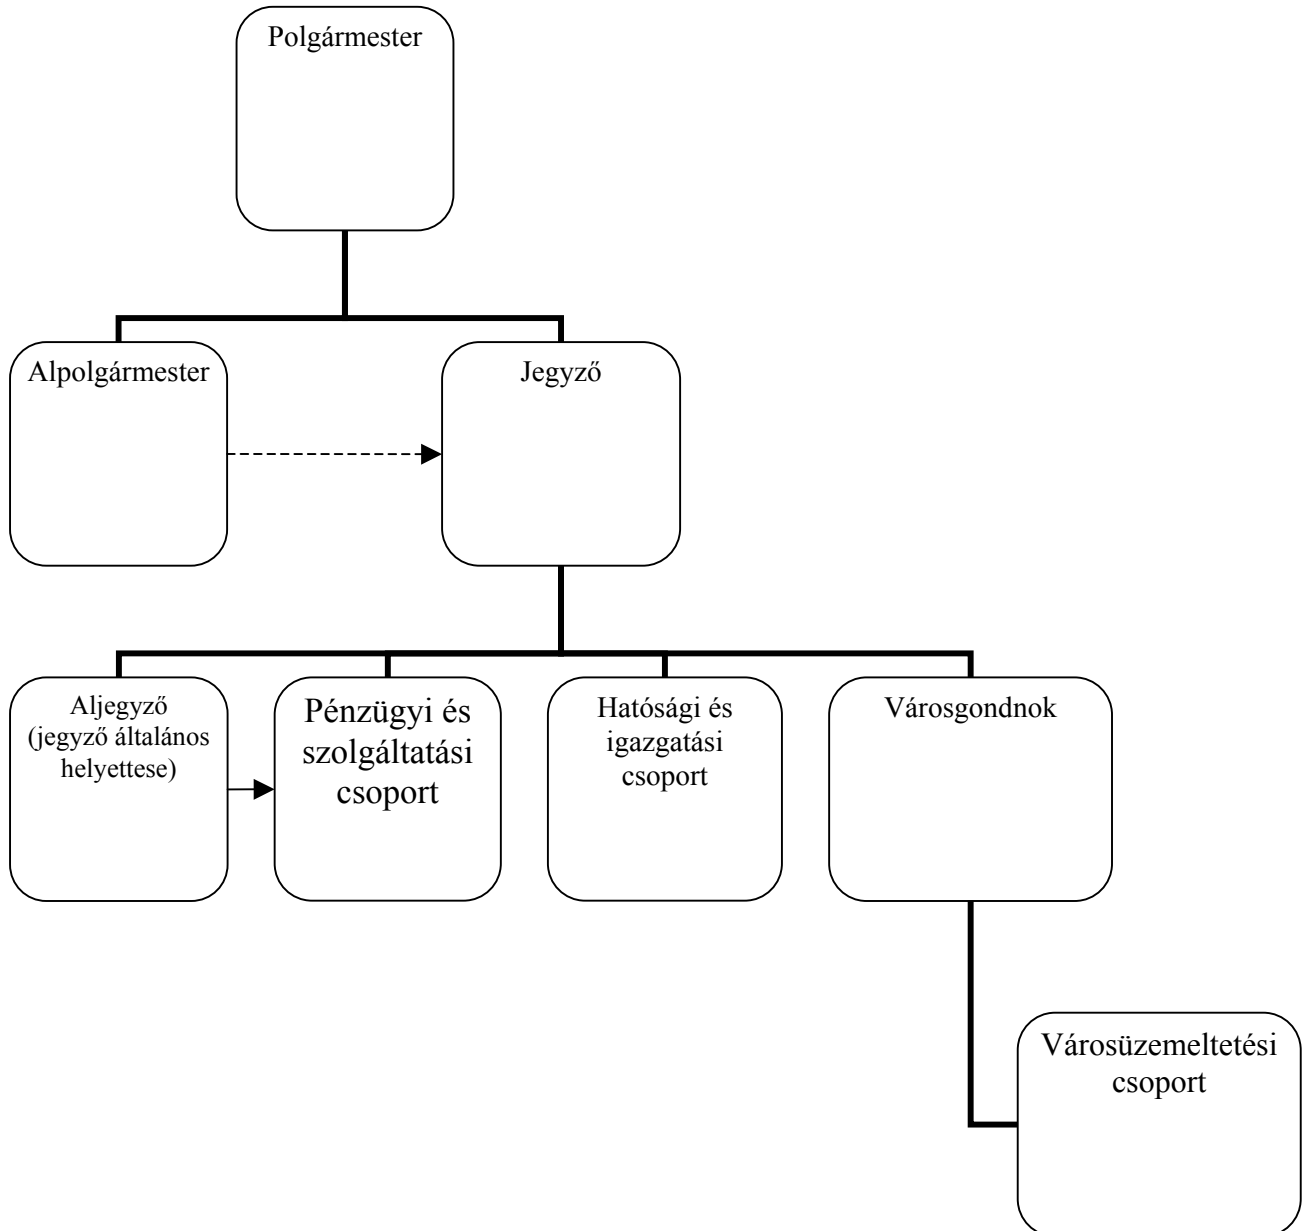 Polgármester
Alpolgármester
Jegyző
Aljegyző
(jegyző általános
helyettese)
Pénzügyi és
szolgáltatási
csoport
Hatósági és
igazgatási
csoport
Városgondnok
Városüzemeltetési
csoport